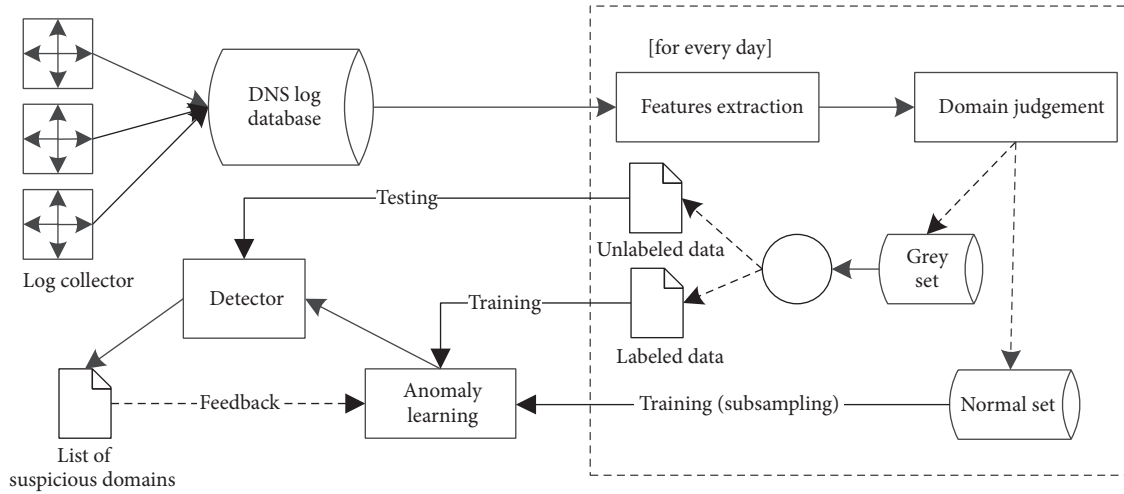 [for every day]
DNS log
database
Features extraction
Domain judgement
Testing
Unlabeled data
Grey
set
Log collector
Detector
Training
Labeled data
Anomaly
learning
Feedback
Training (subsampling)
Normal set
List of
suspicious domains